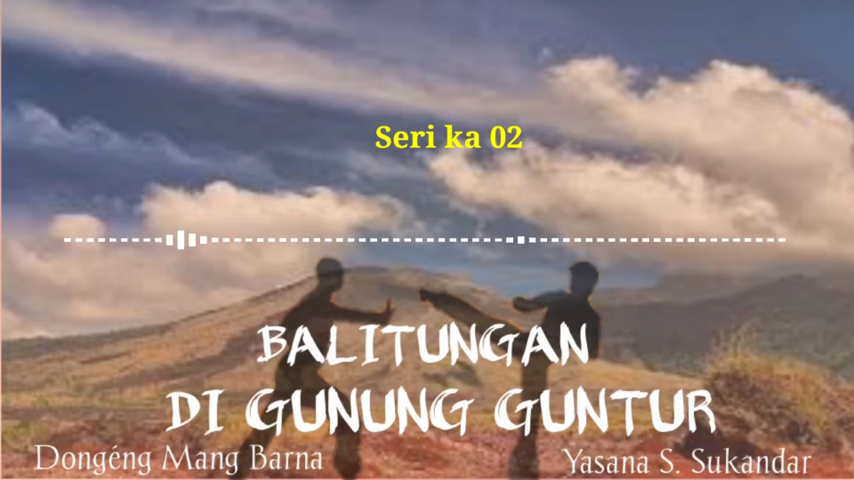 Seri ka 02
BALITUNGAN
DI GUNUNG GUNTUR
Dongéng Mang Barna
Yasana S. Sukandar